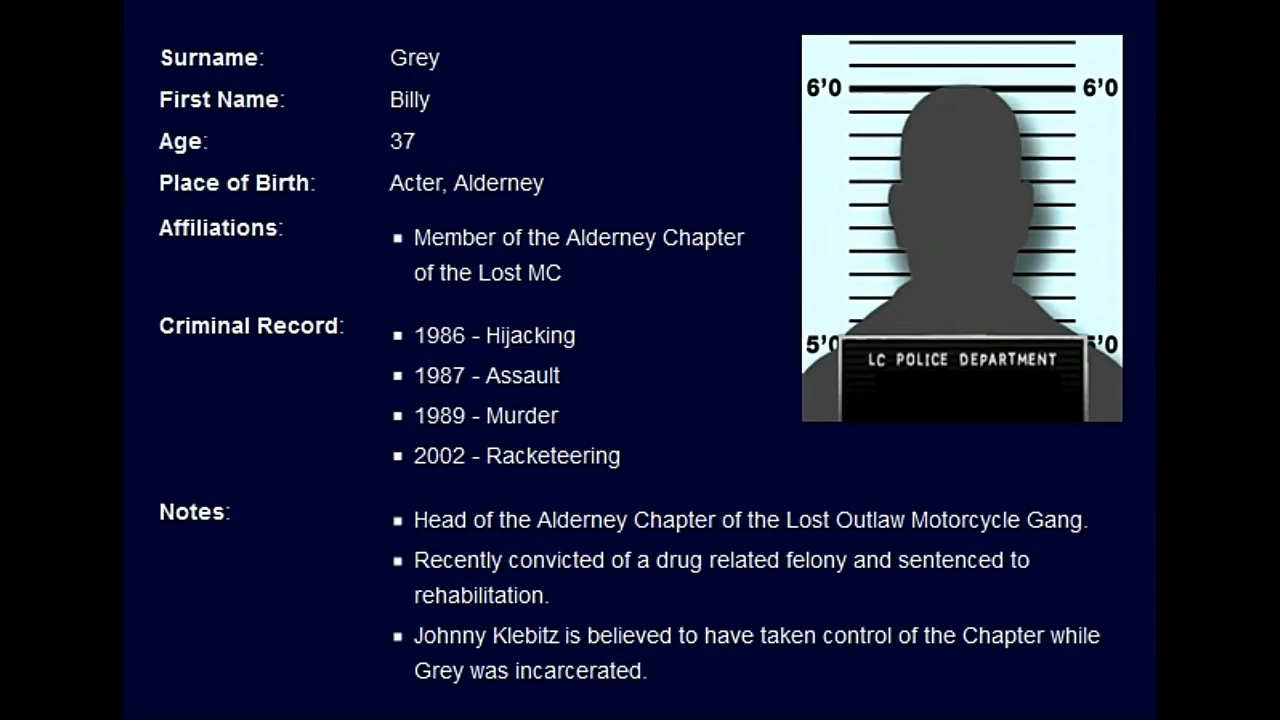 Surname: Grey
First Name: Billy
Age: 37
Place of Birth: Acter, Alderney
Affiliations:
▪ Member of the Alderney Chapter
of the Lost MC
Criminal Record:
▪ 1986 - Hijacking
▪ 1987 - Assault
▪ 1989 - Murder
▪ 2002 - Racketeering
6'0 6'0
5'0 5'0
LC POLICE DEPARTMENT
Notes:
▪ Head of the Alderney Chapter of the Lost Outlaw Motorcycle Gang.
▪ Recently convicted of a drug related felony and sentenced to
rehabilitation.
▪ Johnny Klebitz is believed to have taken control of the Chapter while
Grey was incarcerated.